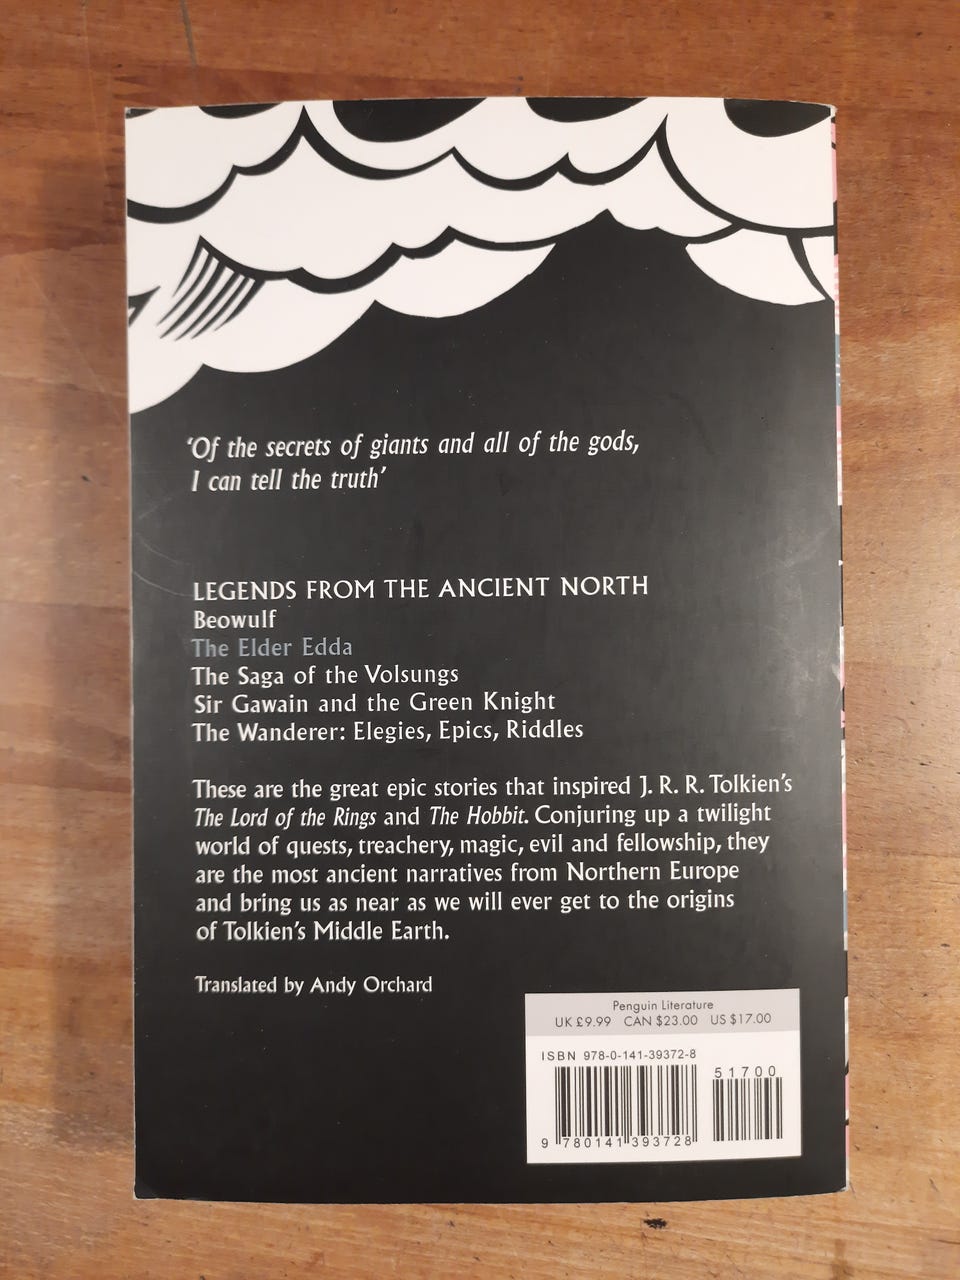 ‘Of the secrets of giants and all of the gods,
I can tell the truth’
LEGENDS FROM THE ANCIENT NORTH
Beowulf
The Elder Edda
The Saga of the Volsungs
Sir Gawain and the Green Knight
The Wanderer: Elegies, Epics, Riddles
These are the great epic stories that inspired J. R. R. Tolkien’s
The Lord of the Rings and The Hobbit. Conjuring up a twilight
world of quests, treachery, magic, evil and fellowship, they
are the most ancient narratives from Northern Europe
and bring us as near as we will ever get to the origins
of Tolkien’s Middle Earth.
Translated by Andy Orchard
Penguin Literature
UK £9.99 CAN $23.00 US $17.00
ISBN 978-0-141-39372-8
51700
9 780141 393728